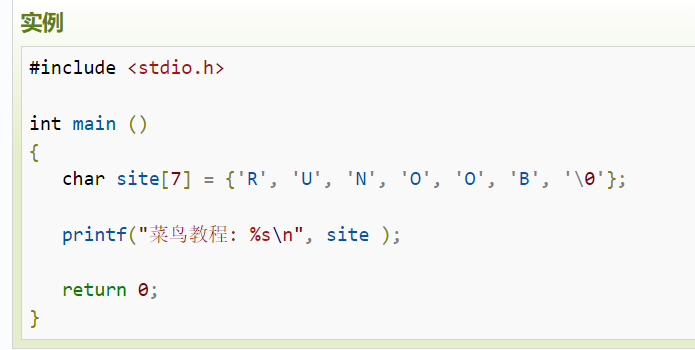 实例
#include <stdio.h>
int main ()
{
char site[7] = {'R', 'U', 'N', 'O', 'O', 'B', '\0'};
printf("菜鸟教程: %s\n", site );
return 0;
}